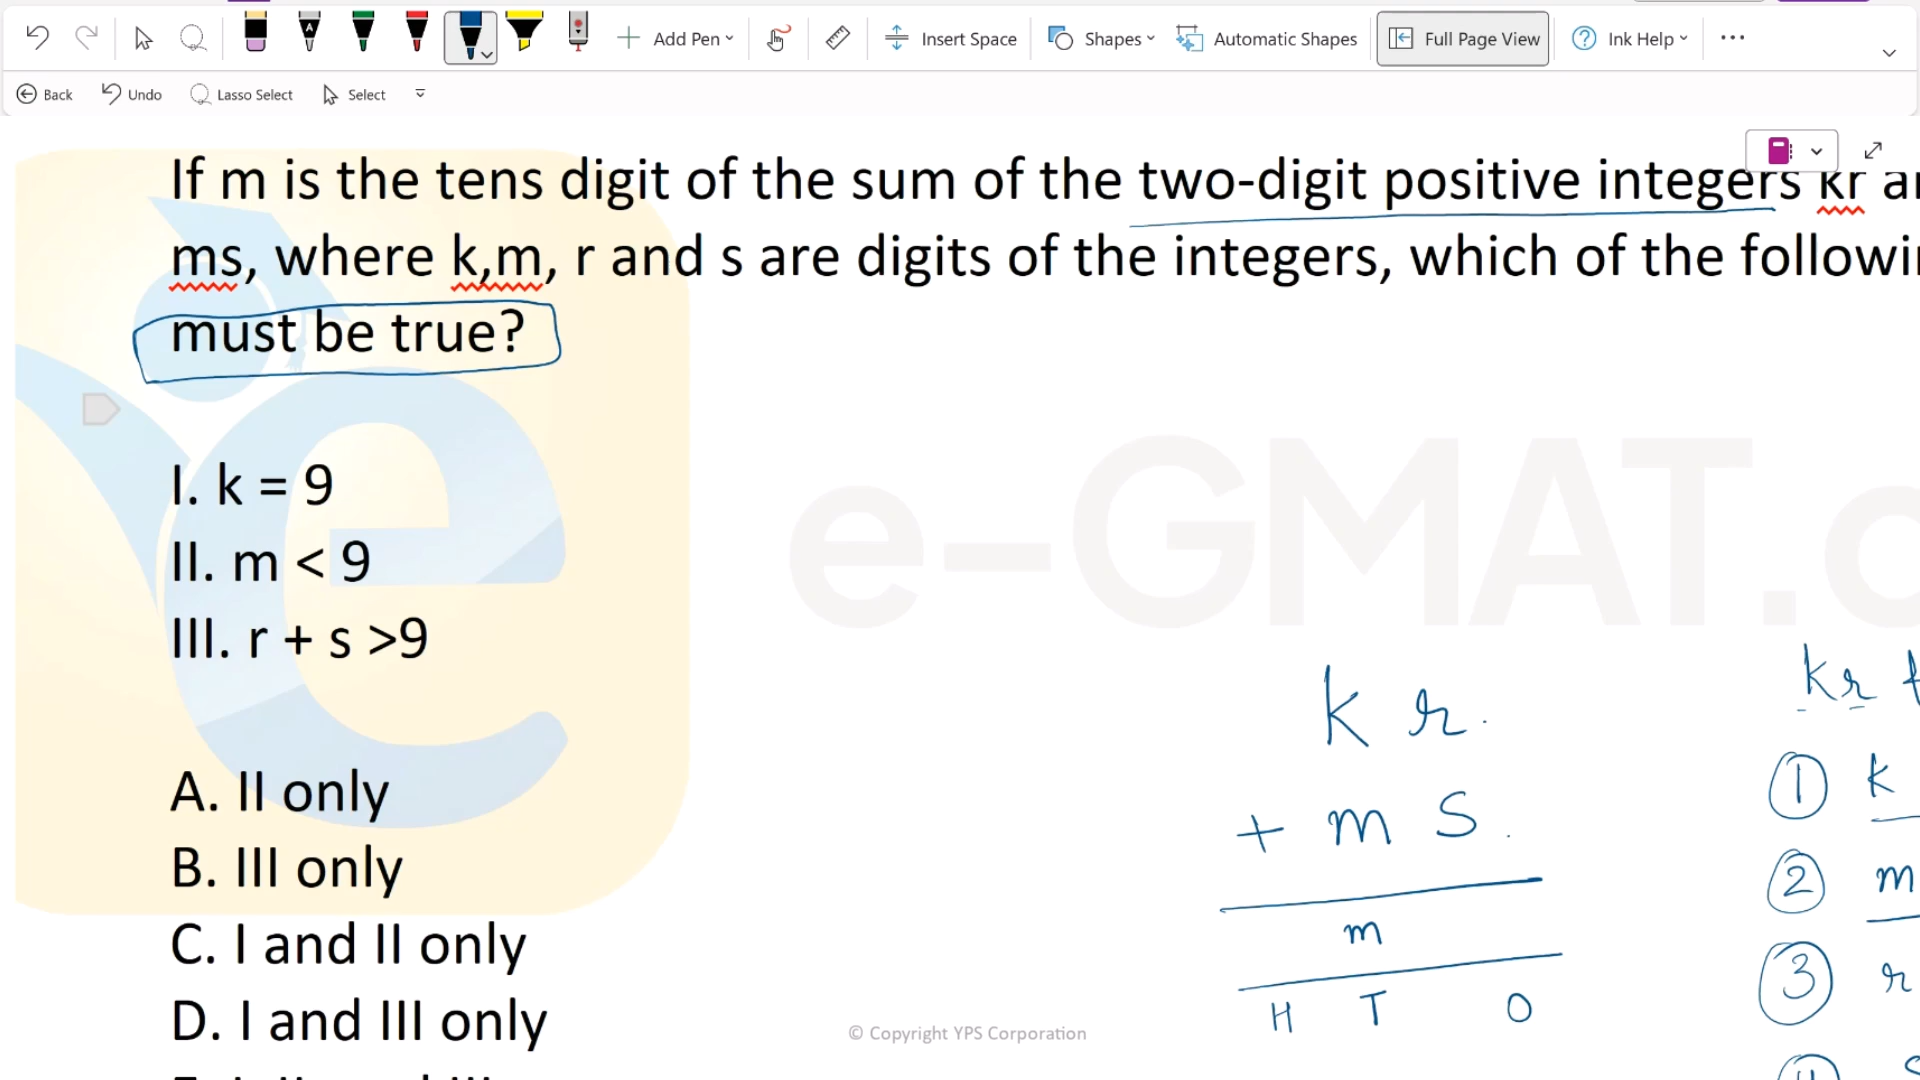 Add Pen
Insert Space
Shapes
Automatic Shapes
Full Page View
Ink Help
Back
Undo
Lasso Select
Select
If m is the tens digit of the sum of the two-digit positive integers kr
ms, where k,m, r and s are digits of the integers, which of the
must be true?
I. k = 9
II. m < 9
III. r + s >9
e-GMAT.
k r
kr
+ m s
1 k
2 m
m
3 r
H T O
A. II only
B. III only
C. I and II only
D. I and III only
© Copyright YPS Corporation